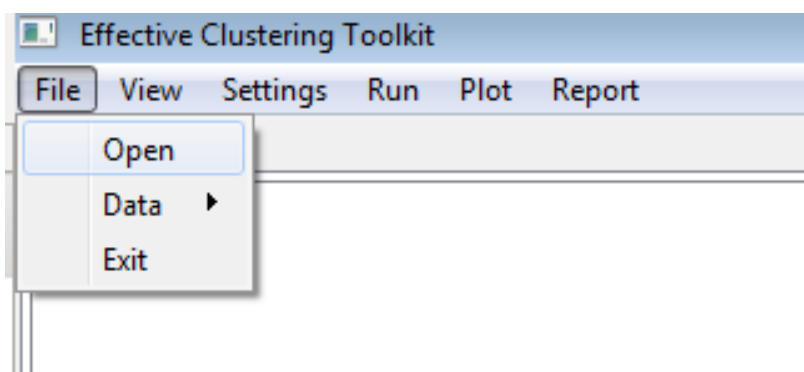 Effective Clustering Toolkit
File View Settings Run Plot Report
Open
Data
Exit